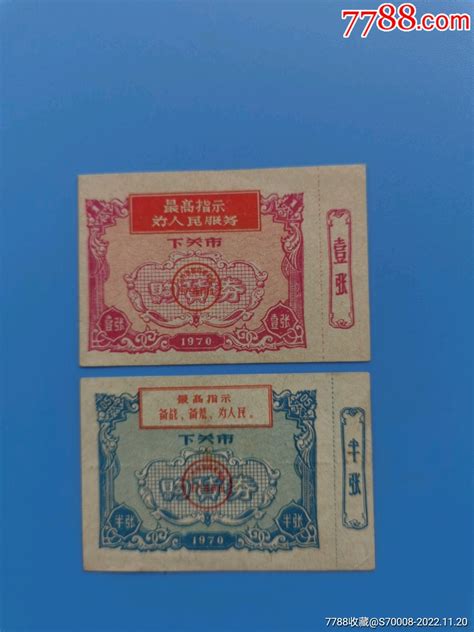 7788.com
最高指示
为人民服务
下关市
购 券
壹张
壹张
1970
壹张
最高指示
备战、备荒、为人民。
下关市
购 券
半张
半张
1970
半张
7788收藏@S70008-2022.11.20